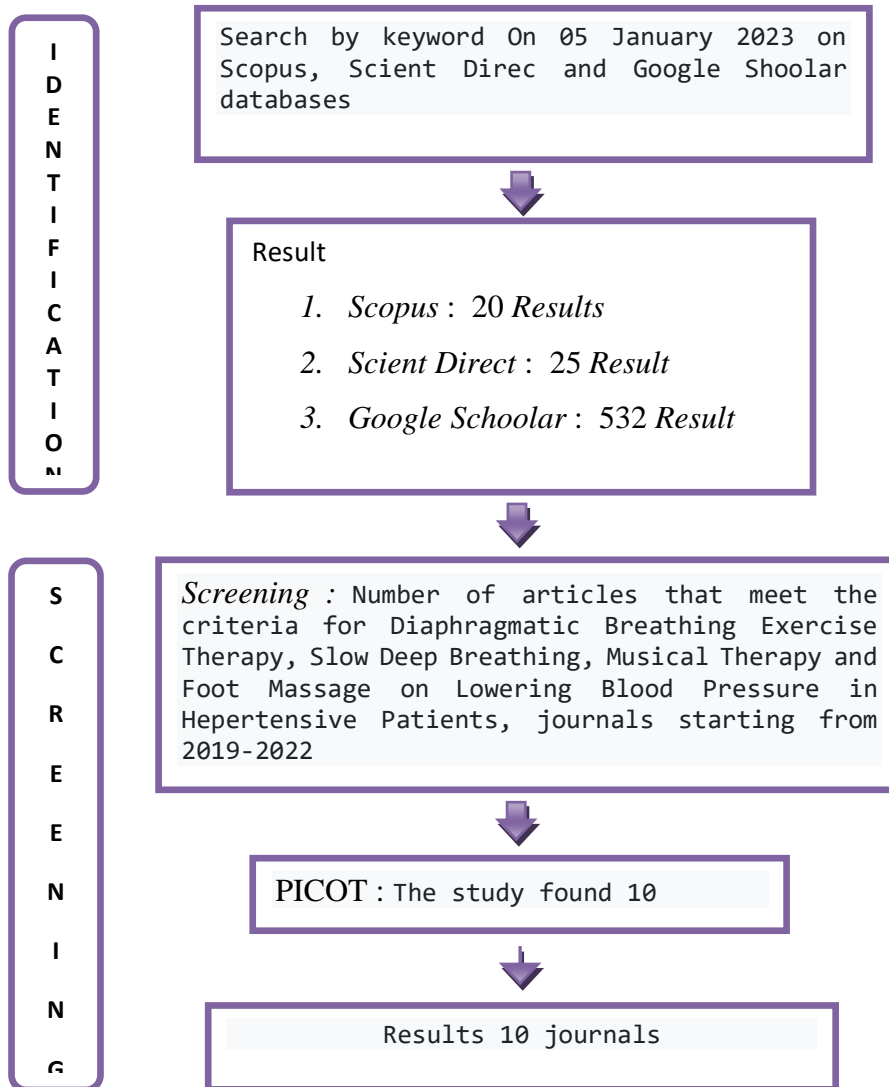 IDENTIFICATION
Search by keyword On 05 January 2023 on
Scopus, Scient Direc and Google Shoolar
databases
Result
1. Scopus : 20 Results
2. Scient Direct : 25 Result
3. Google Schoolar : 532 Result
SCREENING
Screening : Number of articles that meet the
criteria for Diaphragmatic Breathing Exercise
Therapy, Slow Deep Breathing, Musical Therapy and
Foot Massage on Lowering Blood Pressure in
Hepertensive Patients, journals starting from
2019-2022
PICOT : The study found 10
Results 10 journals